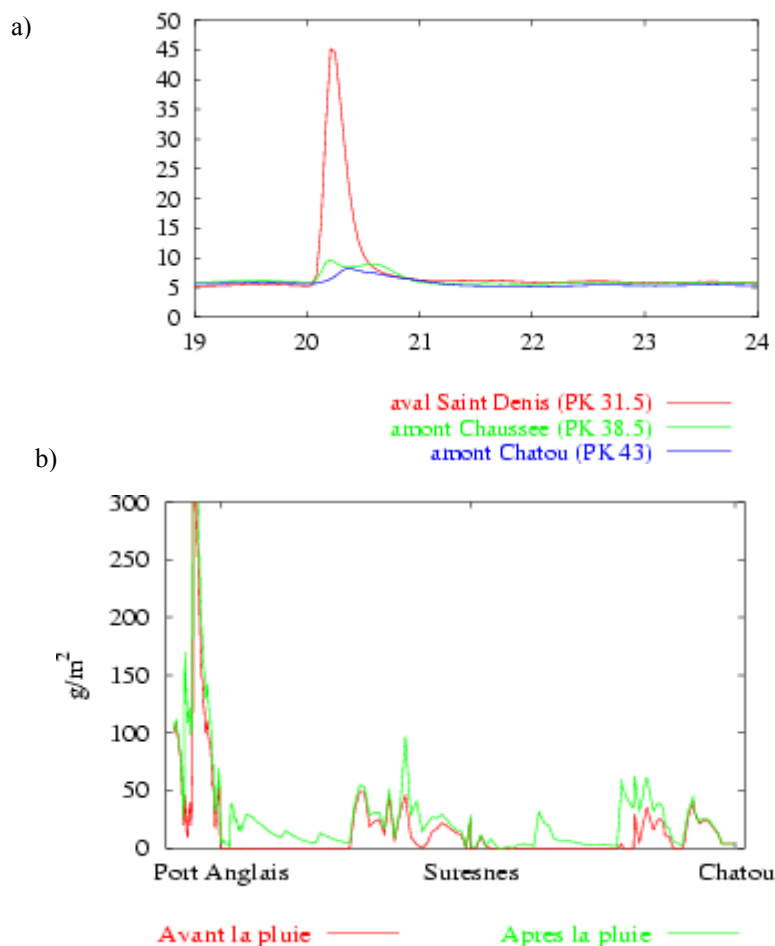 a)
50
45
40
35
30
25
20
15
10
5
0
19 20 21 22 23 24
aval Saint Denis (PK 31.5)
amont Chaussee (PK 38.5)
amont Chatou (PK 43)
b)
300
250
200
150
100
50
0
g/m²
Port Anglais Suresnes Chatou
Avant la pluie Apres la pluie